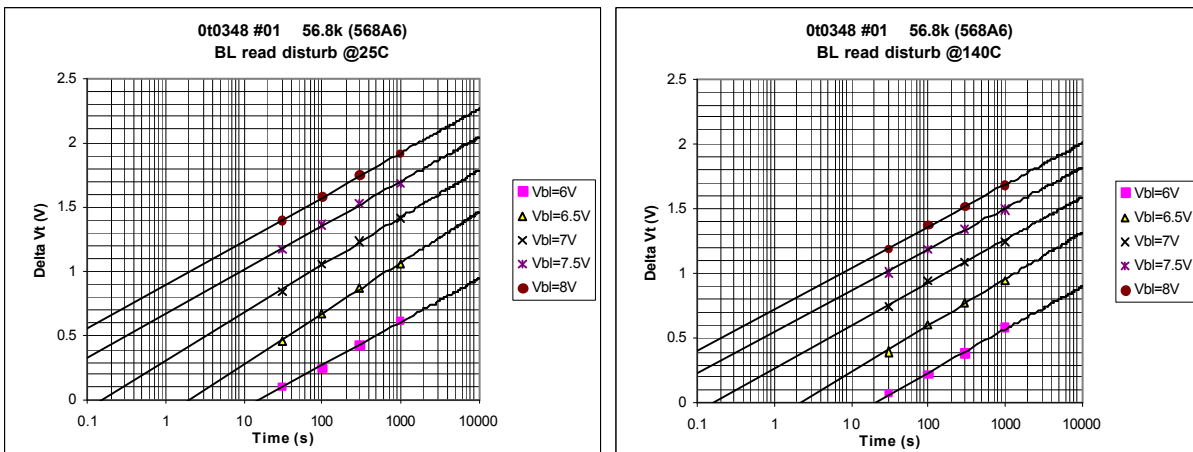 0t0348 #01 56.8k (568A6)
BL read disturb @25C
2.5
2
1.5
1
0.5
0
0.1 1 10 100 1000 10000
Delta Vt (V)
Time (s)
Vbl=6V
Vbl=6.5V
Vbl=7V
Vbl=7.5V
Vbl=8V
0t0348 #01 56.8k (568A6)
BL read disturb @140C
2.5
2
1.5
1
0.5
0
0.1 1 10 100 1000 10000
Delta Vt (V)
Time (s)
Vbl=6V
Vbl=6.5V
Vbl=7V
Vbl=7.5V
Vbl=8V